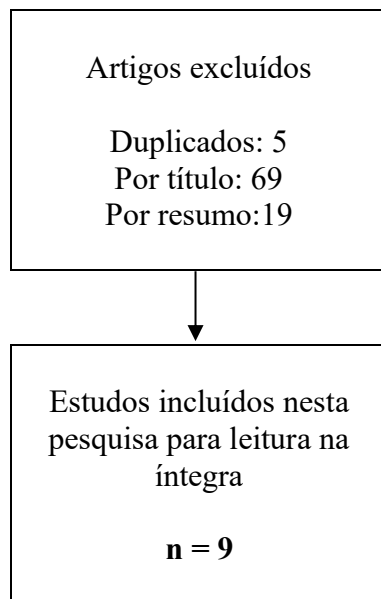 Artigos excluídos
Duplicados: 5
Por título: 69
Por resumo:19
Estudos incluídos nesta
pesquisa para leitura na
íntegra
n = 9